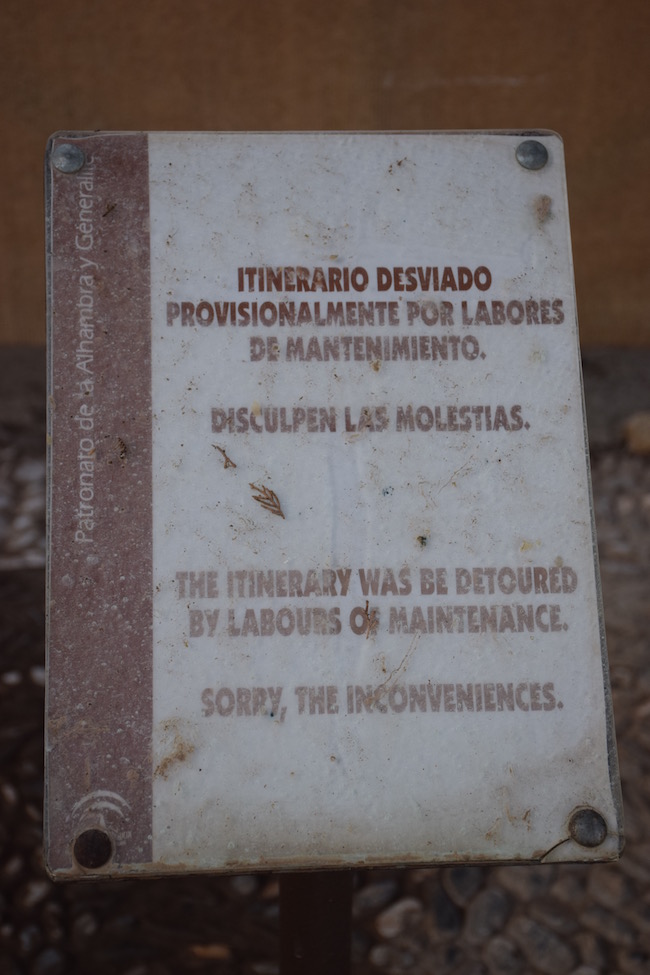 Patronato de la Alhambra y Generalife
ITINERARIO DESVIADO
PROVISIONALMENTE POR LABORES
DE MANTENIMIENTO.
DISCULPEN LAS MOLESTIAS.
THE ITINERARY WAS BE DETOURED
BY LABOURS OF MAINTENANCE.
SORRY, THE INCONVENIENCES.